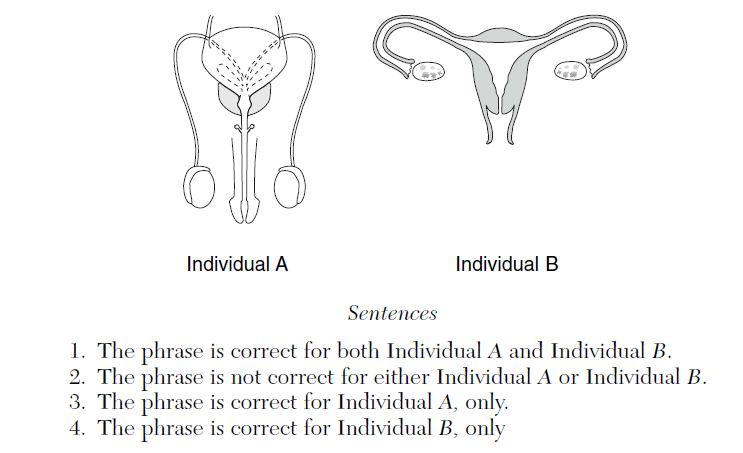 Individual A
Individual B
Sentences
1. The phrase is correct for both Individual A and Individual B.
2. The phrase is not correct for either Individual A or Individual B.
3. The phrase is correct for Individual A, only.
4. The phrase is correct for Individual B, only